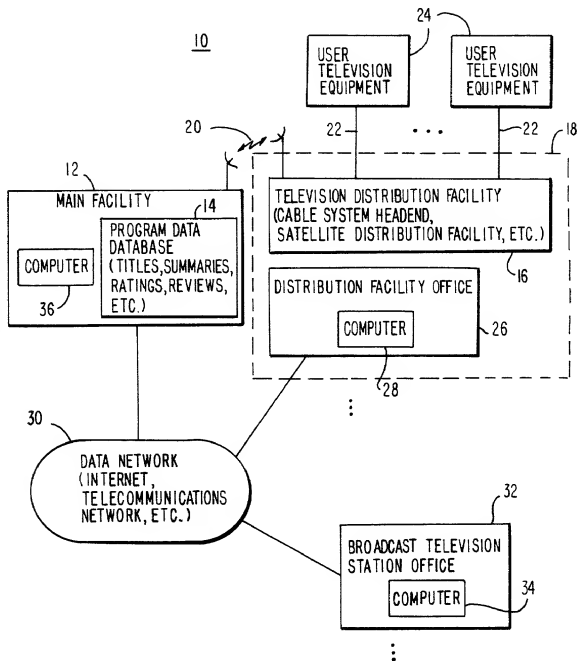 10
24
USER
TELEVISION
EQUIPMENT
USER
TELEVISION
EQUIPMENT
20
22
...
22
18
12
MAIN FACILITY
14
PROGRAM DATA
DATABASE
(TITLES, SUMMARIES,
RATINGS, REVIEWS,
ETC.)
COMPUTER
36
TELEVISION DISTRIBUTION FACILITY
(CABLE SYSTEM HEADEND,
SATELLITE DISTRIBUTION FACILITY, ETC.)
16
DISTRIBUTION FACILITY OFFICE
COMPUTER
26
28
30
DATA NETWORK
(INTERNET,
TELECOMMUNICATIONS
NETWORK, ETC..)
32
BROADCAST TELEVISION
STATION OFFICE
COMPUTER
34